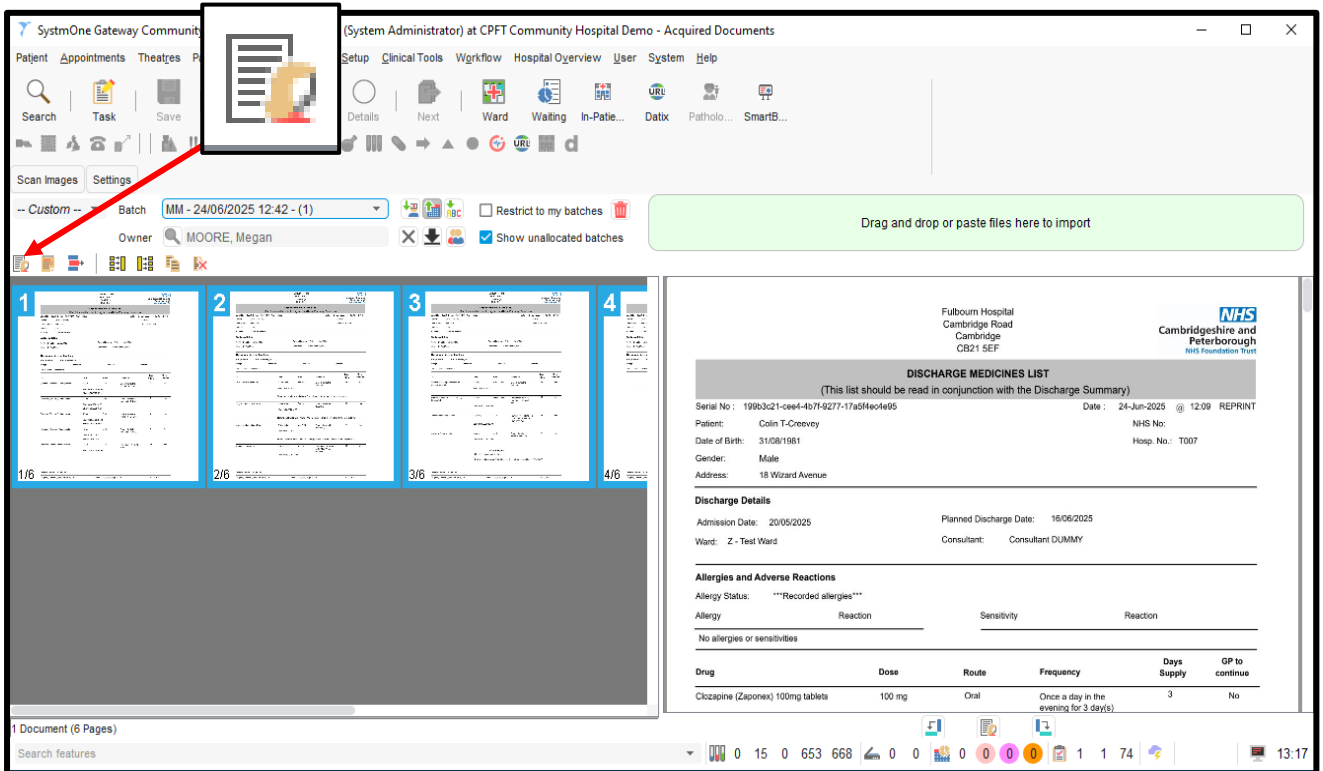 SystmOne Gateway Community (System Administrator) at CPFT Community Hospital Demo - Acquired Documents
Patient Appointments Theatres Pa Setup Clinical Tools Workflow Hospital Overview User System Help
Search Task Save Details Next Ward Waiting In-Patie... Datix Patholo... SmartB...
URL
URL d
Scan Images Settings
-- Custom -- Batch MM - 24/06/2025 12:42 - (1) ABC Restrict to my batches
Drag and drop or paste files here to import
Owner MOORE, Megan Show unallocated batches
1 2 3 4
1/6 2/6 3/6 4/6
Fulbourn Hospital
Cambridge Road
Cambridge
CB21 5EF
NHS
Cambridgeshire and
Peterborough
NHS Foundation Trust
DISCHARGE MEDICINES LIST
(This list should be read in conjunction with the Discharge Summary)
Serial No : 199b3c21-cee4-4b7f-9277-17a5f4ec4e95 Date : 24-Jun-2025 @ 12:09 REPRINT
Patient: Colin T-Creevey NHS No:
Date of Birth: 31/08/1981 Hosp. No.: T007
Gender: Male
Address: 18 Wizard Avenue
Discharge Details
Admission Date: 20/05/2025 Planned Discharge Date: 16/06/2025
Ward: Z - Test Ward Consultant: Consultant DUMMY
Allergies and Adverse Reactions
Allergy Status: ***Recorded allergies***
Allergy Reaction Sensitivity Reaction
No allergies or sensitivities
Drug Dose Route Frequency Days Supply GP to continue
Clozapine (Zaponex) 100mg tablets 100 mg Oral Once a day in the 3 No
evening for 3 day(s)
1 Document (6 Pages)
Search features 0 15 0 653 668 0 0 0 0 0 0 1 1 74 13:17